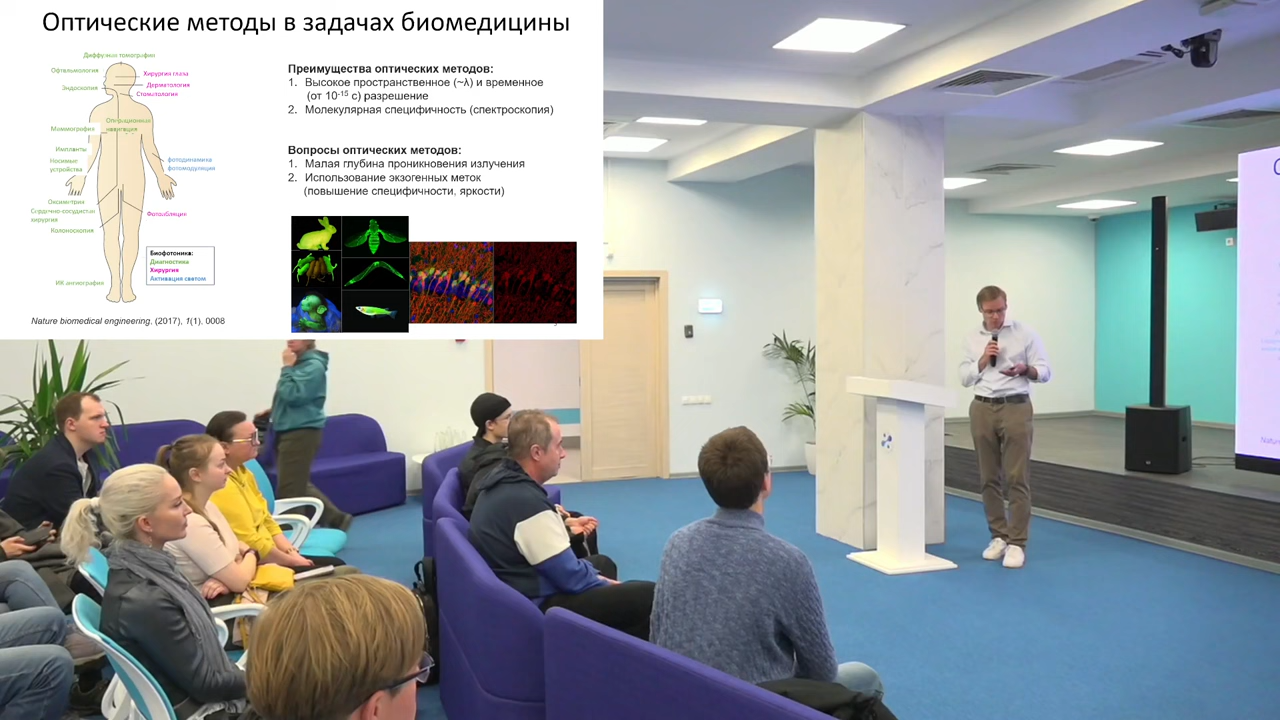 Оптические методы в задачах биомедицины
Диффузная томография
Офтальмология
Хирургия глаза
Эндоскопия
Дерматология
Стоматология
Операционная
навигация
Маммография
Импланты
Носимые
устройства
фотодинамика
фотомодуляция
Оксиметрия
Сердечно-сосудистая
хирургия
Фотоабляция
Колоноскопия
ИК ангиография
Биофотоника:
Диагностика
Хирургия
Активация светом
Nature biomedical engineering, (2017), 1(1), 0008
Преимущества оптических методов:
1. Высокое пространственное (~λ) и временное
(от 10⁻¹⁵ с) разрешение
2. Молекулярная специфичность (спектроскопия)
Вопросы оптических методов:
1. Малая глубина проникновения излучения
2. Использование экзогенных меток
(повышение специфичности, яркости)